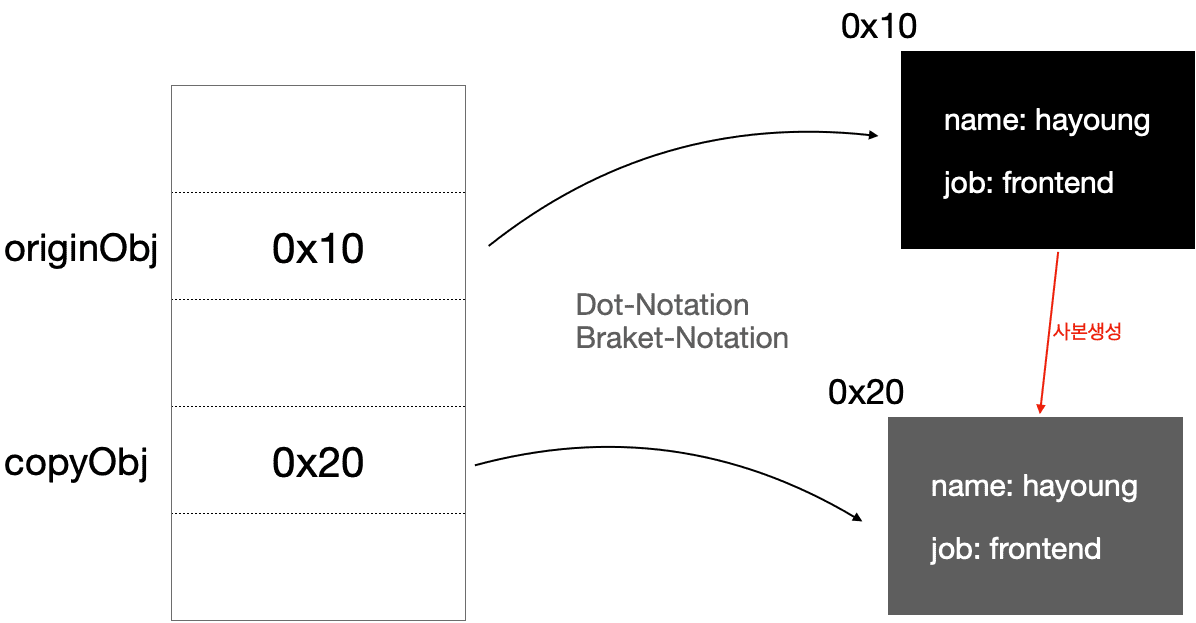 0x10
name: hayoung
job: frontend
originObj
0x10
Dot-Notation
Braket-Notation
사본생성
0x20
copyObj
0x20
name: hayoung
job: frontend